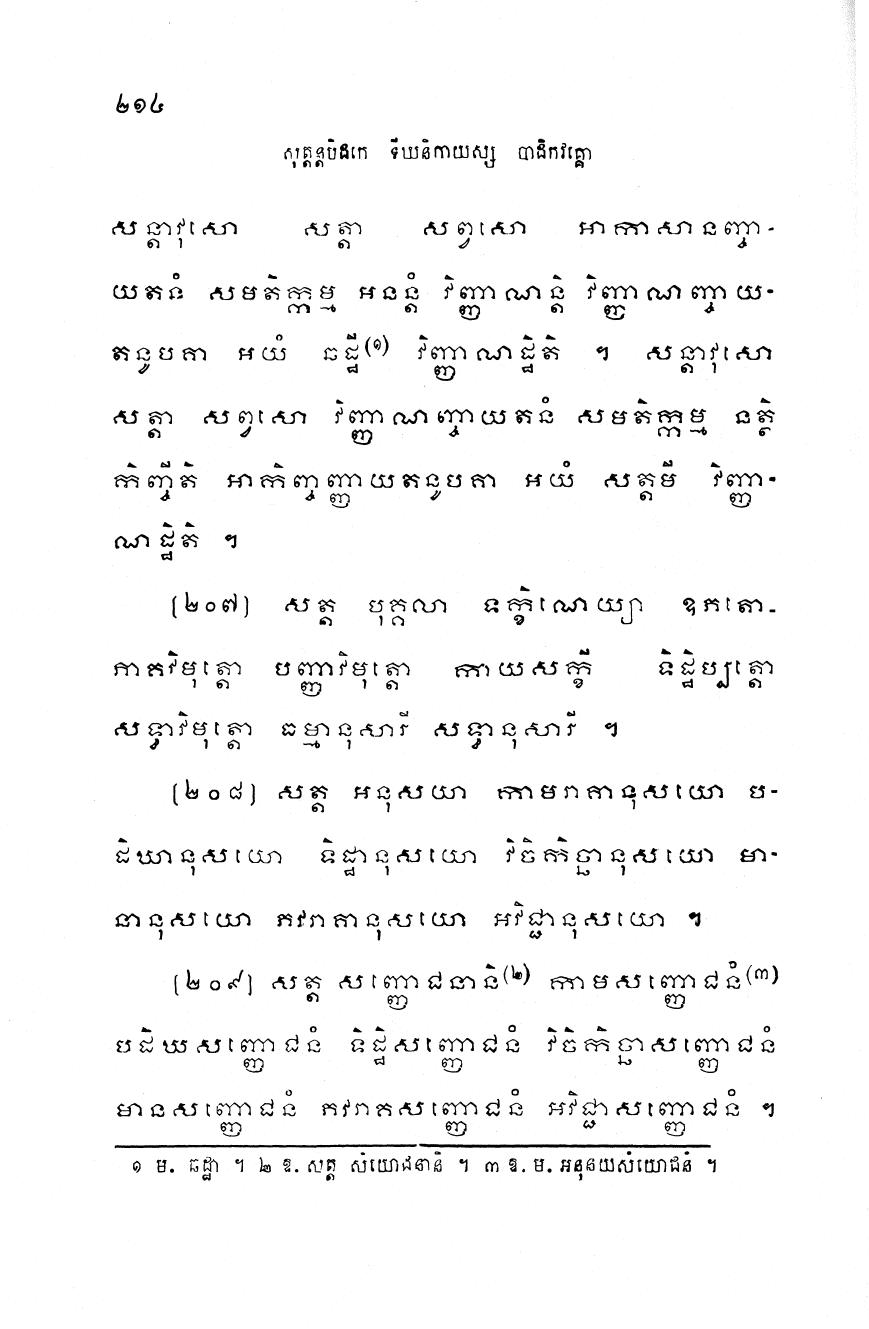 ២១៤
សុត្តន្តបិដកេ ទីឃនិកាយស្ស បាដិកវគ្គោ
សន្តាវុសោ សត្តា សព្វសោ អាកាសានញ្ចា-
យតនំ សមតិក្កម្ម អនន្តំ វិញ្ញាណន្តិ វិញ្ញាណញ្ចាយ-
តនូបគា អយំ ឆដ្ឋី(១) វិញ្ញាណដ្ឋិតិ ។ សន្តាវុសោ
សត្តា សព្វសោ វិញ្ញាណញ្ចាយតនំ សមតិក្កម្ម នត្ថិ
កិញ្ចីតិ អាកិញ្ចញ្ញាយតនូបគា អយំ សត្តមី វិញ្ញា-
ណដ្ឋិតិ ។
[២០៧] សត្ត បុគ្គលា ទក្ខិណេយ្យា ឧភតោ-
ភាគវិមុត្តោ បញ្ញាវិមុត្តោ កាយសក្ខី ទិដ្ឋិប្បត្តោ
សទ្ធាវិមុត្តោ ធម្មានុសារី សទ្ធានុសារី ។
[២០៨] សត្ត អនុសយា កាមរាគានុសយោ ប-
ដិឃានុសយោ ទិដ្ឋានុសយោ វិចិកិច្ឆានុសយោ មា-
នានុសយោ ភវរាគានុសយោ អវិជ្ជានុសយោ ។
[២០៩] សត្ត សញ្ញោជនានិ(២) កាមសញ្ញោជនំ(៣)
បដិឃសញ្ញោជនំ ទិដ្ឋិសញ្ញោជនំ វិចិកិច្ឆាសញ្ញោជនំ
មានសញ្ញោជនំ ភវរាគសញ្ញោជនំ អវិជ្ជាសញ្ញោជនំ ។
១ ម. ឆដ្ឋា ។ ២ ឱ. សត្ត សំយោជនានិ ។ ៣ ឱ. ម. អនុនយសំយោជនំ ។